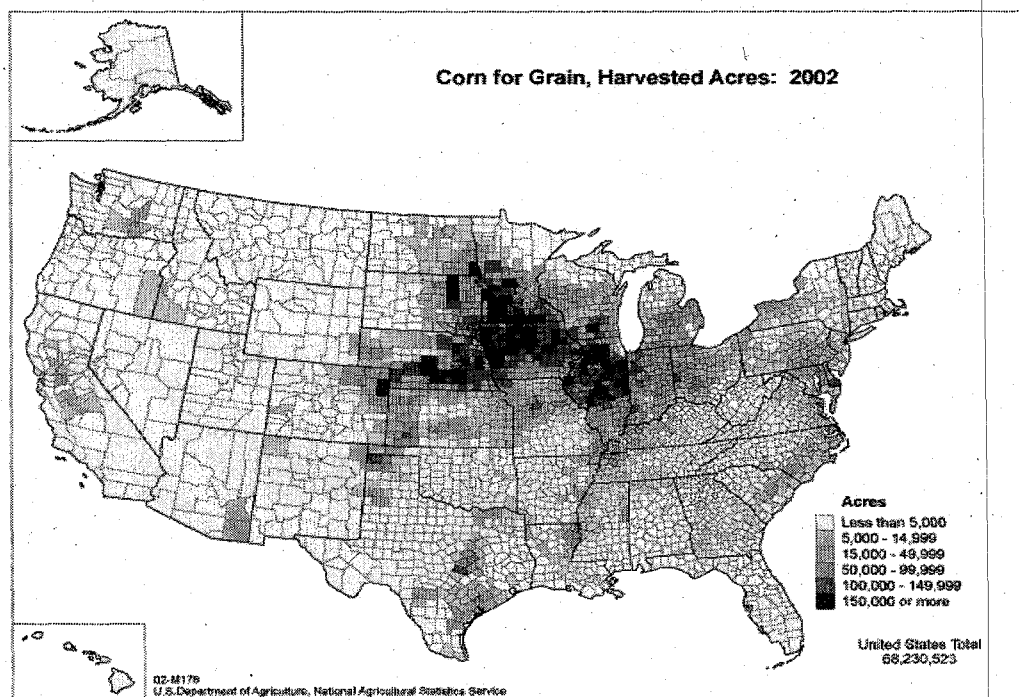 Corn for Grain, Harvested Acres: 2002
Acres
Less than 5,000
5,000 - 14,999
15,000 - 49,999
50,000 - 99,999
100,000 - 149,999
150,000 or more
United States Total
68,230,523
02-M178
U.S.Department of Agriculture, National Agricultural Statistics Service